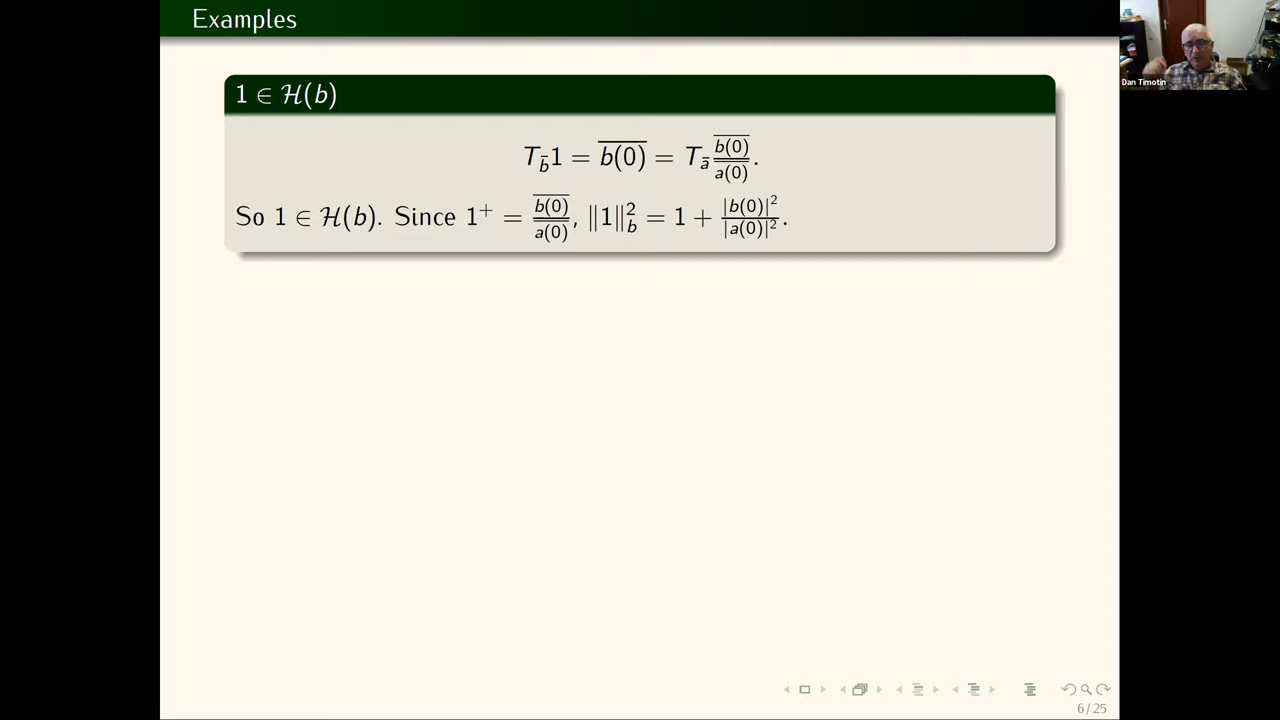 Examples
Dan Timotin
1 ∈ ℋ(b)
$T_{\bar{b}} 1 = \overline{b(0)} = T_{\bar{a}} \frac{\overline{b(0)}}{\overline{a(0)}}.$
So 1 ∈ ℋ(b). Since $1^+ = \frac{\overline{b(0)}}{\overline{a(0)}}$, $\|1\|_b^2 = 1 + \frac{|b(0)|^2}{|a(0)|^2}$.
6/25